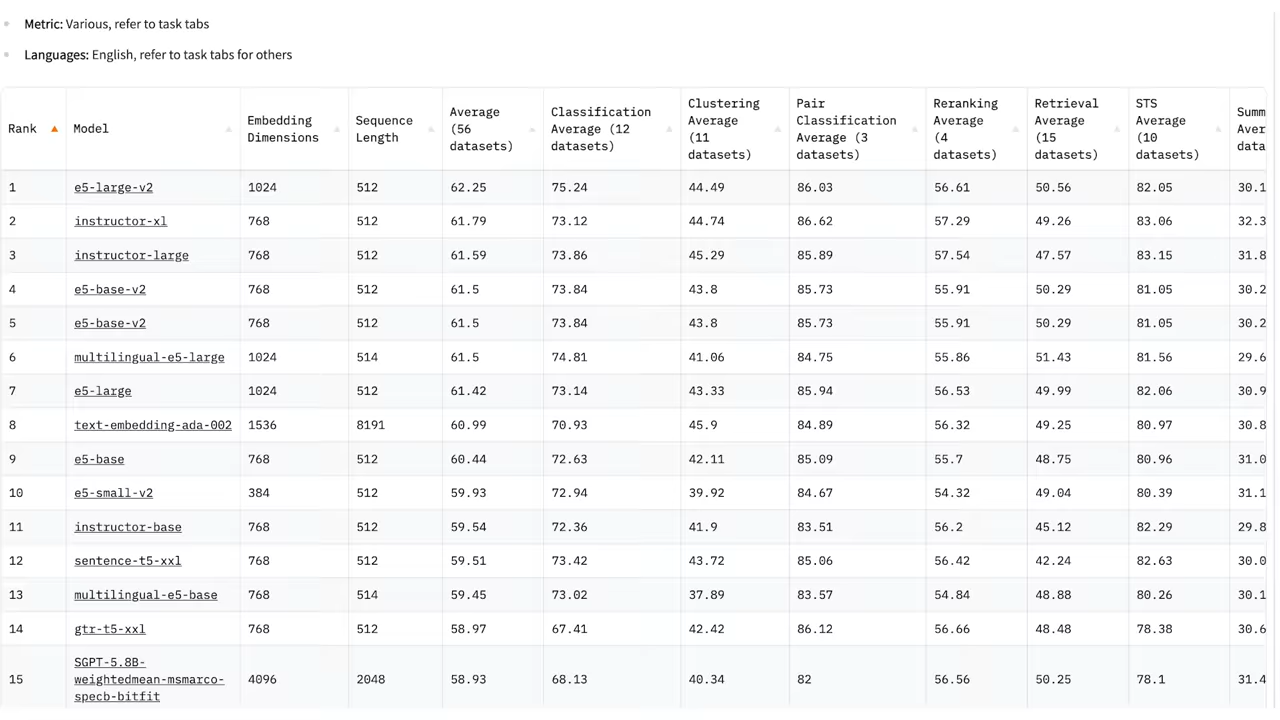 Metric: Various, refer to task tabs
Languages: English, refer to task tabs for others
Rank Model Embedding Dimensions Sequence Length Average (56 datasets) Classification Average (12 datasets) Clustering Average (11 datasets) Pair Classification Average (3 datasets) Reranking Average (4 datasets) Retrieval Average (15 datasets) STS Average (10 datasets) Summ Aver data
1 e5-large-v2 1024 512 62.25 75.24 44.49 86.03 56.61 50.56 82.05 30.1
2 instructor-xl 768 512 61.79 73.12 44.74 86.62 57.29 49.26 83.06 32.3
3 instructor-large 768 512 61.59 73.86 45.29 85.89 57.54 47.57 83.15 31.8
4 e5-base-v2 768 512 61.5 73.84 43.8 85.73 55.91 50.29 81.05 30.2
5 e5-base-v2 768 512 61.5 73.84 43.8 85.73 55.91 50.29 81.05 30.2
6 multilingual-e5-large 1024 514 61.5 74.81 41.06 84.75 55.86 51.43 81.56 29.6
7 e5-large 1024 512 61.42 73.14 43.33 85.94 56.53 49.99 82.06 30.9
8 text-embedding-ada-002 1536 8191 60.99 70.93 45.9 84.89 56.32 49.25 80.97 30.8
9 e5-base 768 512 60.44 72.63 42.11 85.09 55.7 48.75 80.96 31.0
10 e5-small-v2 384 512 59.93 72.94 39.92 84.67 54.32 49.04 80.39 31.1
11 instructor-base 768 512 59.54 72.36 41.9 83.51 56.2 45.12 82.29 29.8
12 sentence-t5-xxl 768 512 59.51 73.42 43.72 85.06 56.42 42.24 82.63 30.0
13 multilingual-e5-base 768 514 59.45 73.02 37.89 83.57 54.84 48.88 80.26 30.1
14 gtr-t5-xxl 768 512 58.97 67.41 42.42 86.12 56.66 48.48 78.38 30.6
15 SGPT-5.8B-weightedmean-msmarco-specb-bitfit 4096 2048 58.93 68.13 40.34 82 56.56 50.25 78.1 31.4